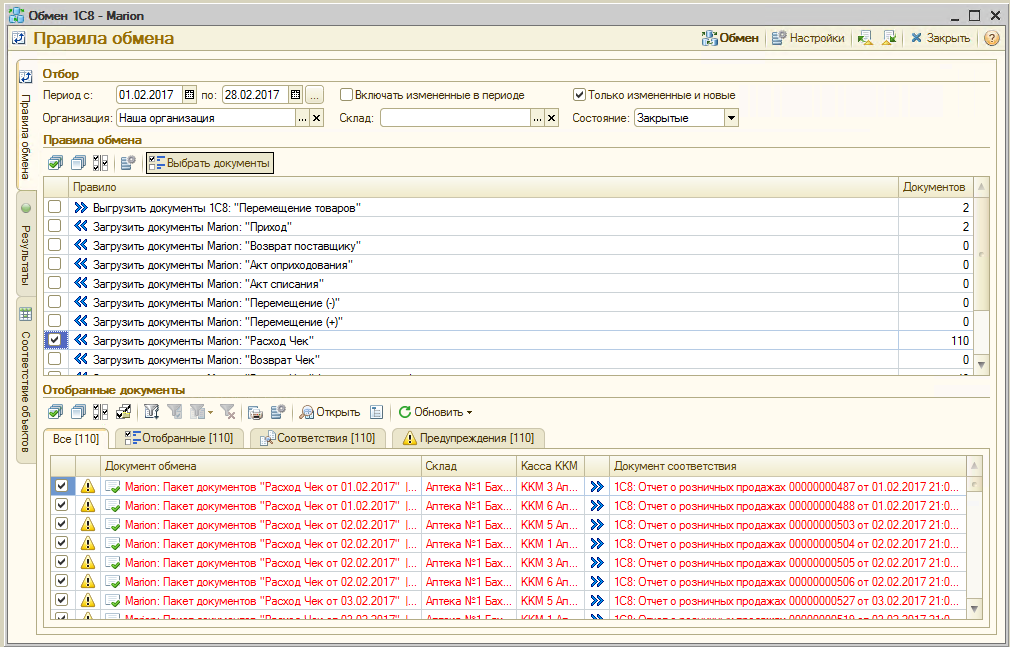 Обмен 1С8 - Marion
Правила обмена
Обмен Настройки Закрыть
Правила обмена
Результаты
Соответствие объектов
Отбор
Период с: 01.02.2017 по: 28.02.2017 ... Включать измененные в периоде Только измененные и новые
Организация: Наша организация ... Склад: ... Состояние: Закрытые
Правила обмена
Выбрать документы
Правило Документов
Выгрузить документы 1С8: "Перемещение товаров" 2
Загрузить документы Marion: "Приход" 2
Загрузить документы Marion: "Возврат поставщику" 0
Загрузить документы Marion: "Акт оприходования" 0
Загрузить документы Marion: "Акт списания" 0
Загрузить документы Marion: "Перемещение (-)" 0
Загрузить документы Marion: "Перемещение (+)" 0
Загрузить документы Marion: "Расход Чек" 110
Загрузить документы Marion: "Возврат Чек" 0
Отобранные документы
Открыть Обновить
Все [110] Отобранные [110] Соответствия [110] Предупреждения [110]
Документ обмена Склад Касса ККМ Документ соответствия
Marion: Пакет документов "Расход Чек от 01.02.2017" |... Аптека №1 Бах... ККМ 3 Ап... 1С8: Отчет о розничных продажах 00000000487 от 01.02.2017 21:0...
Marion: Пакет документов "Расход Чек от 01.02.2017" |... Аптека №1 Бах... ККМ 6 Ап... 1С8: Отчет о розничных продажах 00000000488 от 01.02.2017 21:0...
Marion: Пакет документов "Расход Чек от 02.02.2017" |... Аптека №1 Бах... ККМ 5 Ап... 1С8: Отчет о розничных продажах 00000000503 от 02.02.2017 21:0...
Marion: Пакет документов "Расход Чек от 02.02.2017" |... Аптека №1 Бах... ККМ 1 Ап... 1С8: Отчет о розничных продажах 00000000504 от 02.02.2017 21:0...
Marion: Пакет документов "Расход Чек от 02.02.2017" |... Аптека №1 Бах... ККМ 3 Ап... 1С8: Отчет о розничных продажах 00000000505 от 02.02.2017 21:0...
Marion: Пакет документов "Расход Чек от 02.02.2017" |... Аптека №1 Бах... ККМ 6 Ап... 1С8: Отчет о розничных продажах 00000000506 от 02.02.2017 21:0...
Marion: Пакет документов "Расход Чек от 03.02.2017" |... Аптека №1 Бах... ККМ 5 Ап... 1С8: Отчет о розничных продажах 00000000527 от 03.02.2017 21:0...